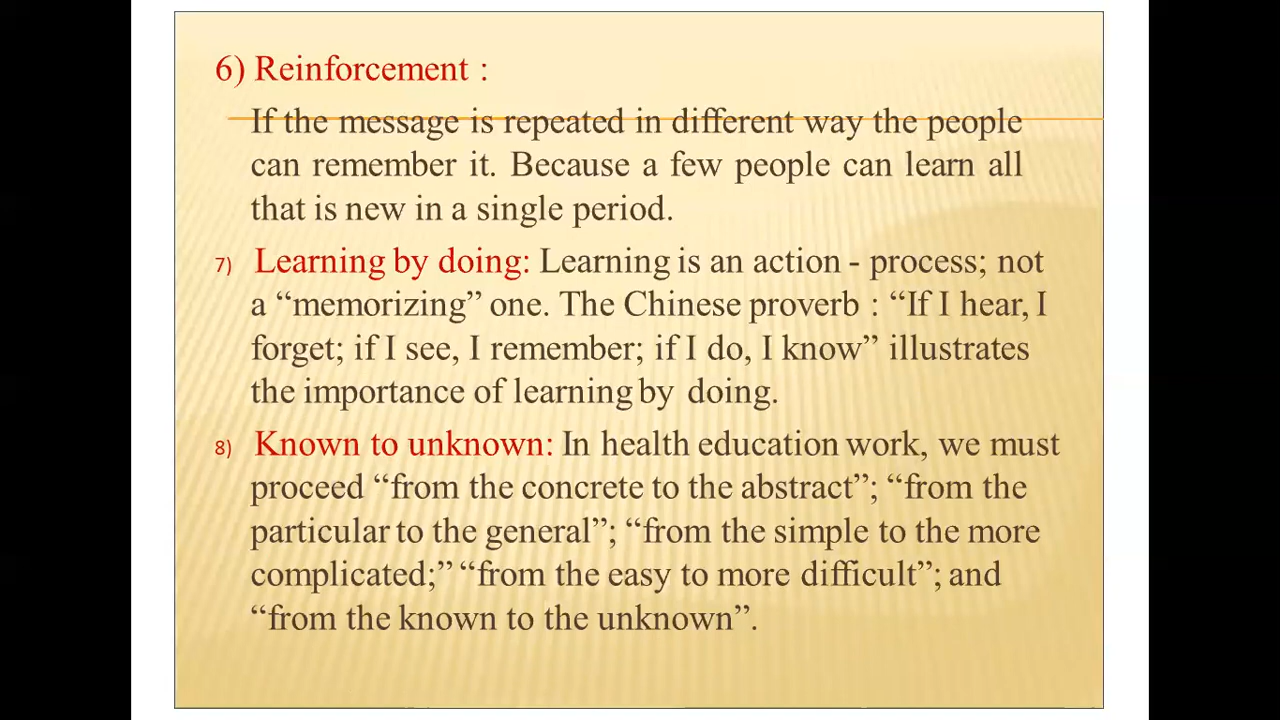 6) Reinforcement :
If the message is repeated in different way the people
can remember it. Because a few people can learn all
that is new in a single period.
7) Learning by doing: Learning is an action - process; not
a “memorizing” one. The Chinese proverb : “If I hear, I
forget; if I see, I remember; if I do, I know” illustrates
the importance of learning by doing.
8) Known to unknown: In health education work, we must
proceed “from the concrete to the abstract”; “from the
particular to the general”; “from the simple to the more
complicated;” “from the easy to more difficult”; and
“from the known to the unknown”.